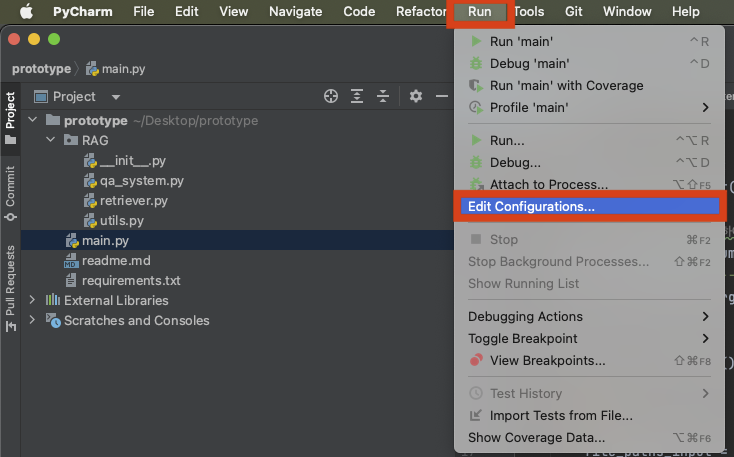 PyCharm File Edit View Navigate Code Refactor Run Tools Git Window Help
prototype main.py
Project
prototype ~/Desktop/prototype
RAG
__init__.py
qa_system.py
retriever.py
utils.py
main.py
readme.md
requirements.txt
External Libraries
Scratches and Consoles
Project
Commit
Pull Requests
Run 'main' ^R
Debug 'main' ^D
Run 'main' with Coverage
Profile 'main'
Run... ^⌥R
Debug... ^⌥D
Attach to Process... ⌥⇧F5
Edit Configurations...
Stop ⌘F2
Stop Background Processes... ⇧⌘F2
Show Running List
Debugging Actions
Toggle Breakpoint
View Breakpoints... ⇧⌘F8
Test History
Import Tests from File...
Show Coverage Data... ⌥⌘F6